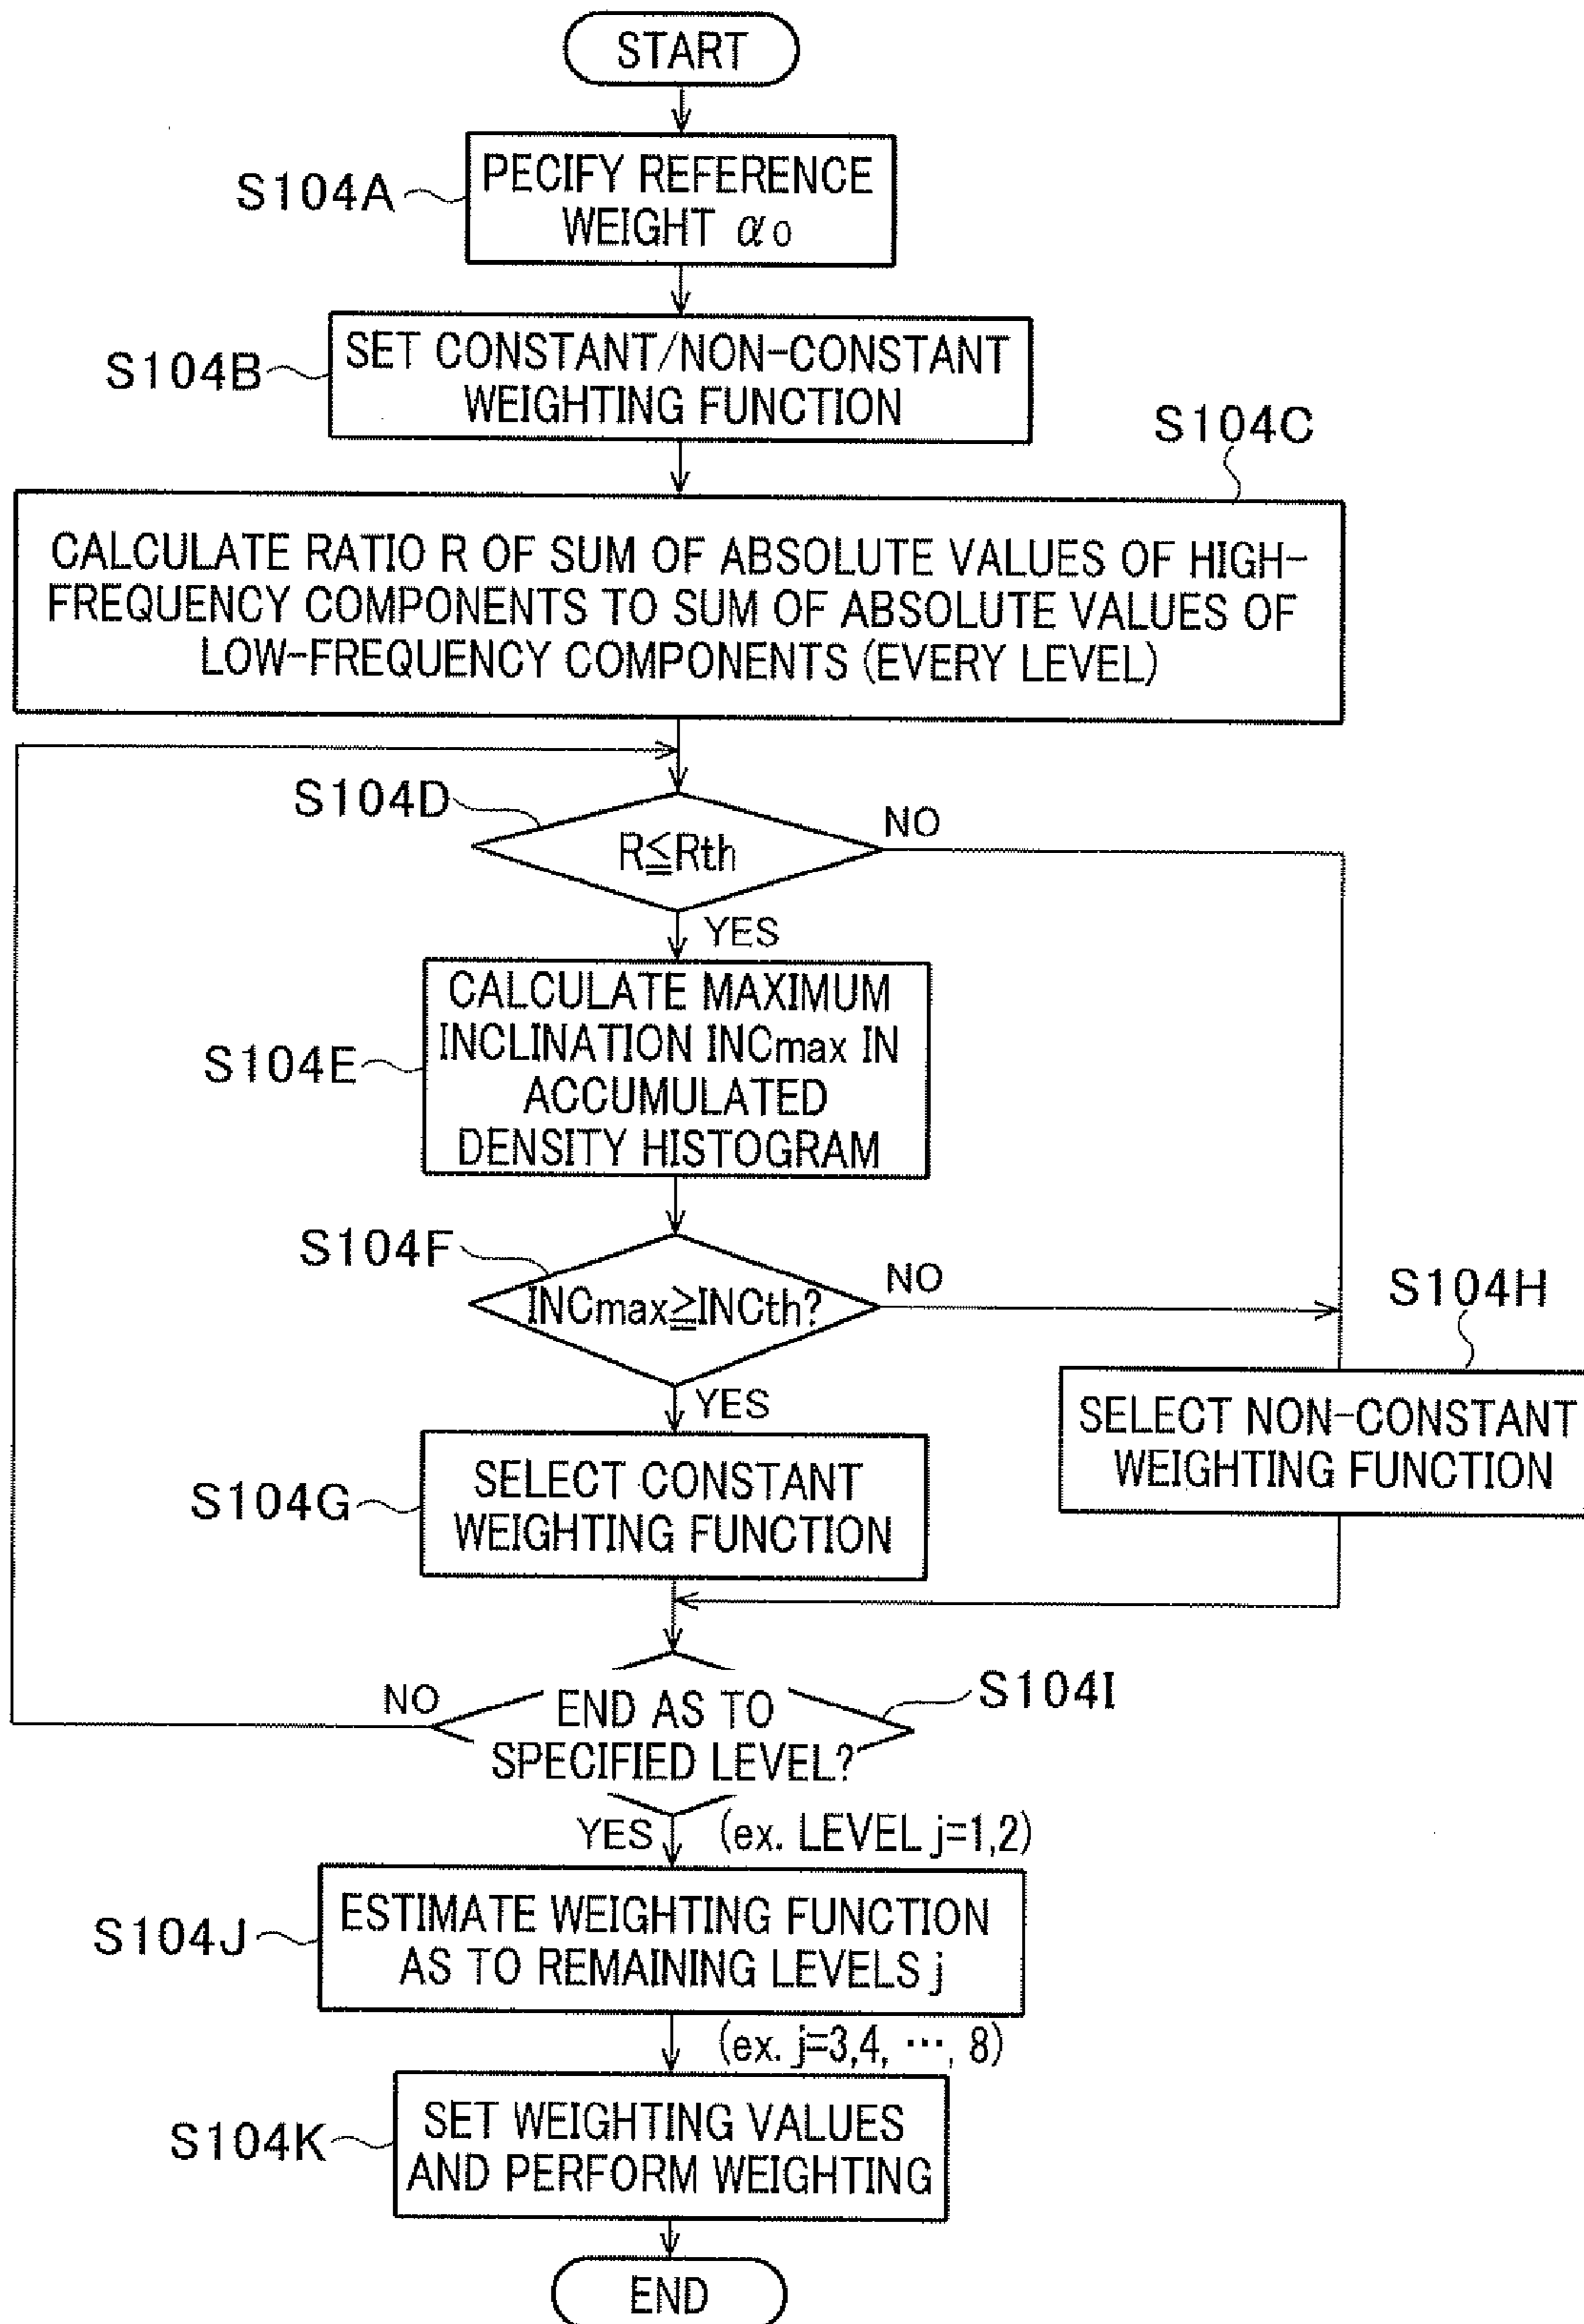 START
S104A
PECIFY REFERENCE
WEIGHT α0
S104B
SET CONSTANT/NON-CONSTANT
WEIGHTING FUNCTION
S104C
CALCULATE RATIO R OF SUM OF ABSOLUTE VALUES OF HIGH-
FREQUENCY COMPONENTS TO SUM OF ABSOLUTE VALUES OF
LOW-FREQUENCY COMPONENTS (EVERY LEVEL)
S104D
R≦Rth
NO
YES
S104E
CALCULATE MAXIMUM
INCLINATION INCmax IN
ACCUMULATED
DENSITY HISTOGRAM
S104F
INCmax≧INCth?
NO
YES
S104H
SELECT NON-CONSTANT
WEIGHTING FUNCTION
S104G
SELECT CONSTANT
WEIGHTING FUNCTION
NO
S104I
END AS TO
SPECIFIED LEVEL?
YES
(ex. LEVEL j=1,2)
S104J
ESTIMATE WEIGHTING FUNCTION
AS TO REMAINING LEVELS j
(ex. j=3,4, ⋯, 8)
S104K
SET WEIGHTING VALUES
AND PERFORM WEIGHTING
END